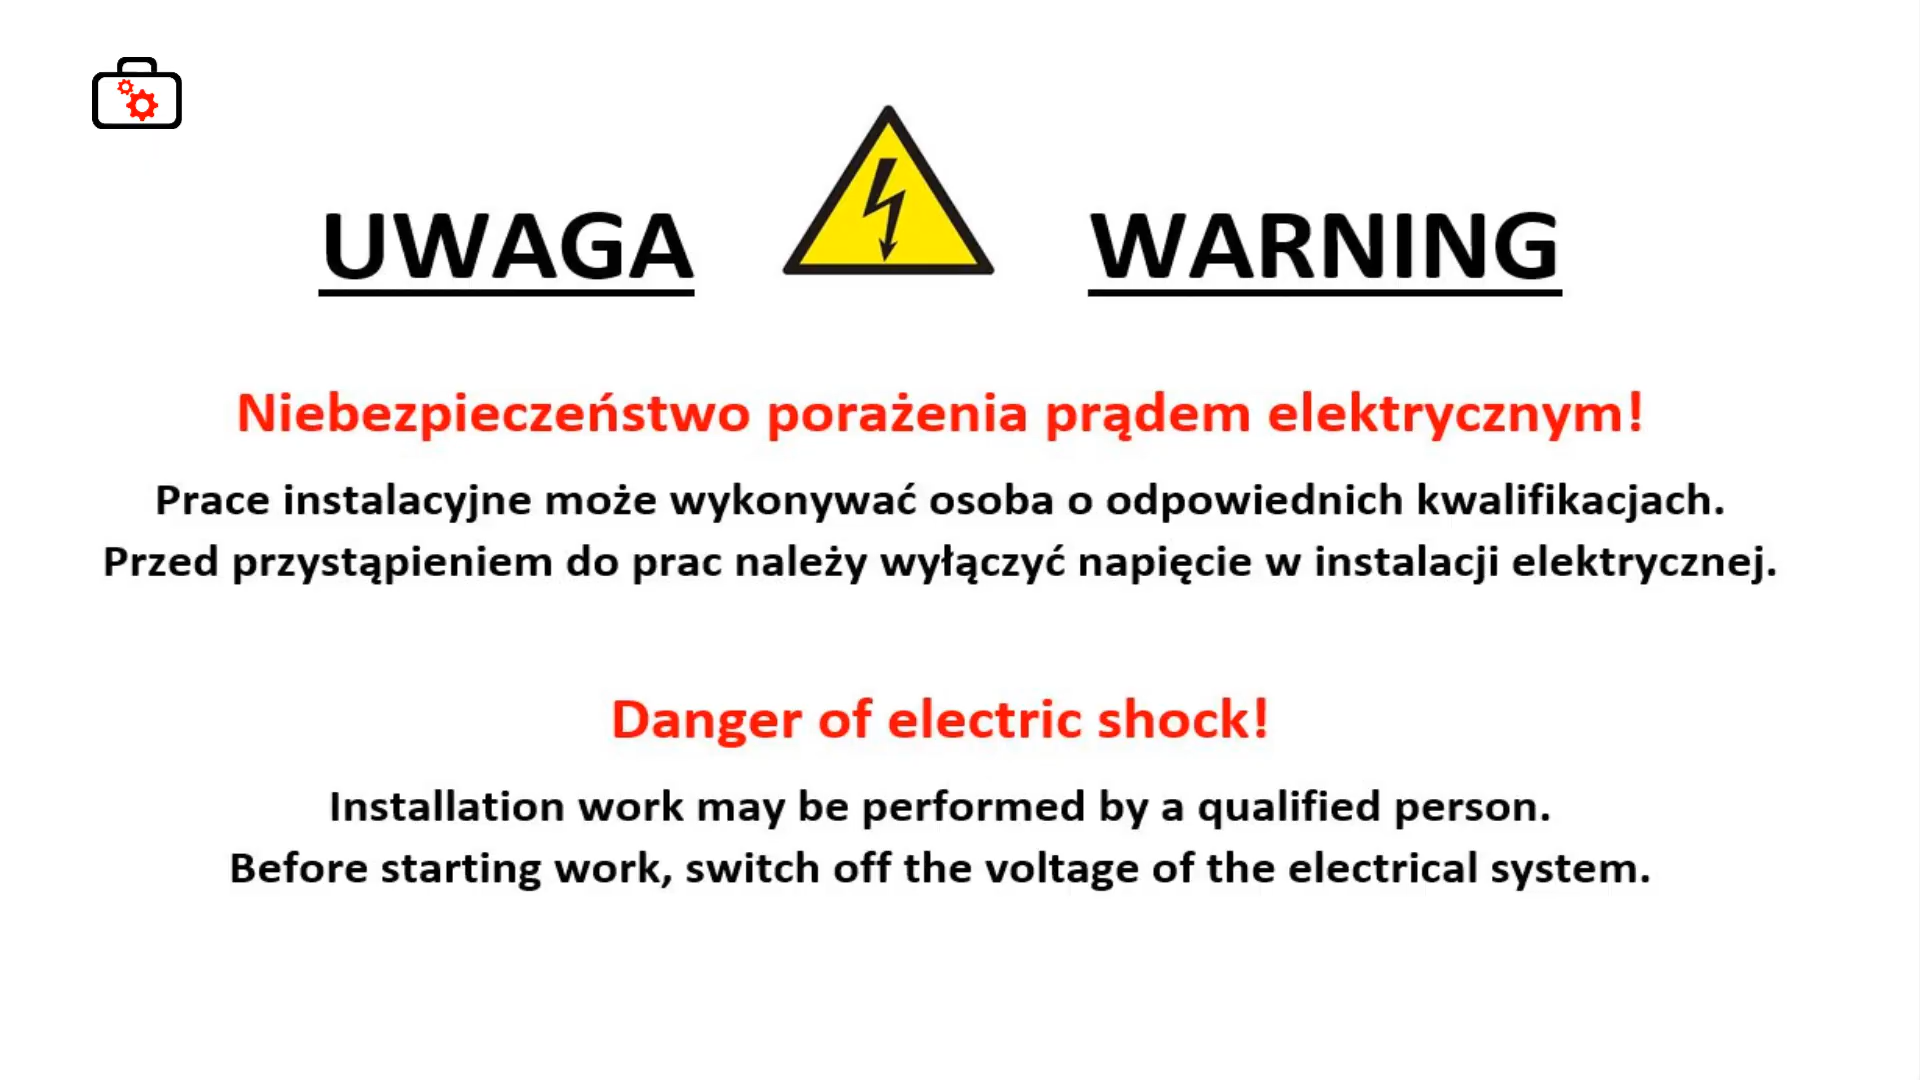 UWAGA WARNING
Niebezpieczeństwo porażenia prądem elektrycznym!
Prace instalacyjne może wykonywać osoba o odpowiednich kwalifikacjach.
Przed przystąpieniem do prac należy wyłączyć napięcie w instalacji elektrycznej.
Danger of electric shock!
Installation work may be performed by a qualified person.
Before starting work, switch off the voltage of the electrical system.